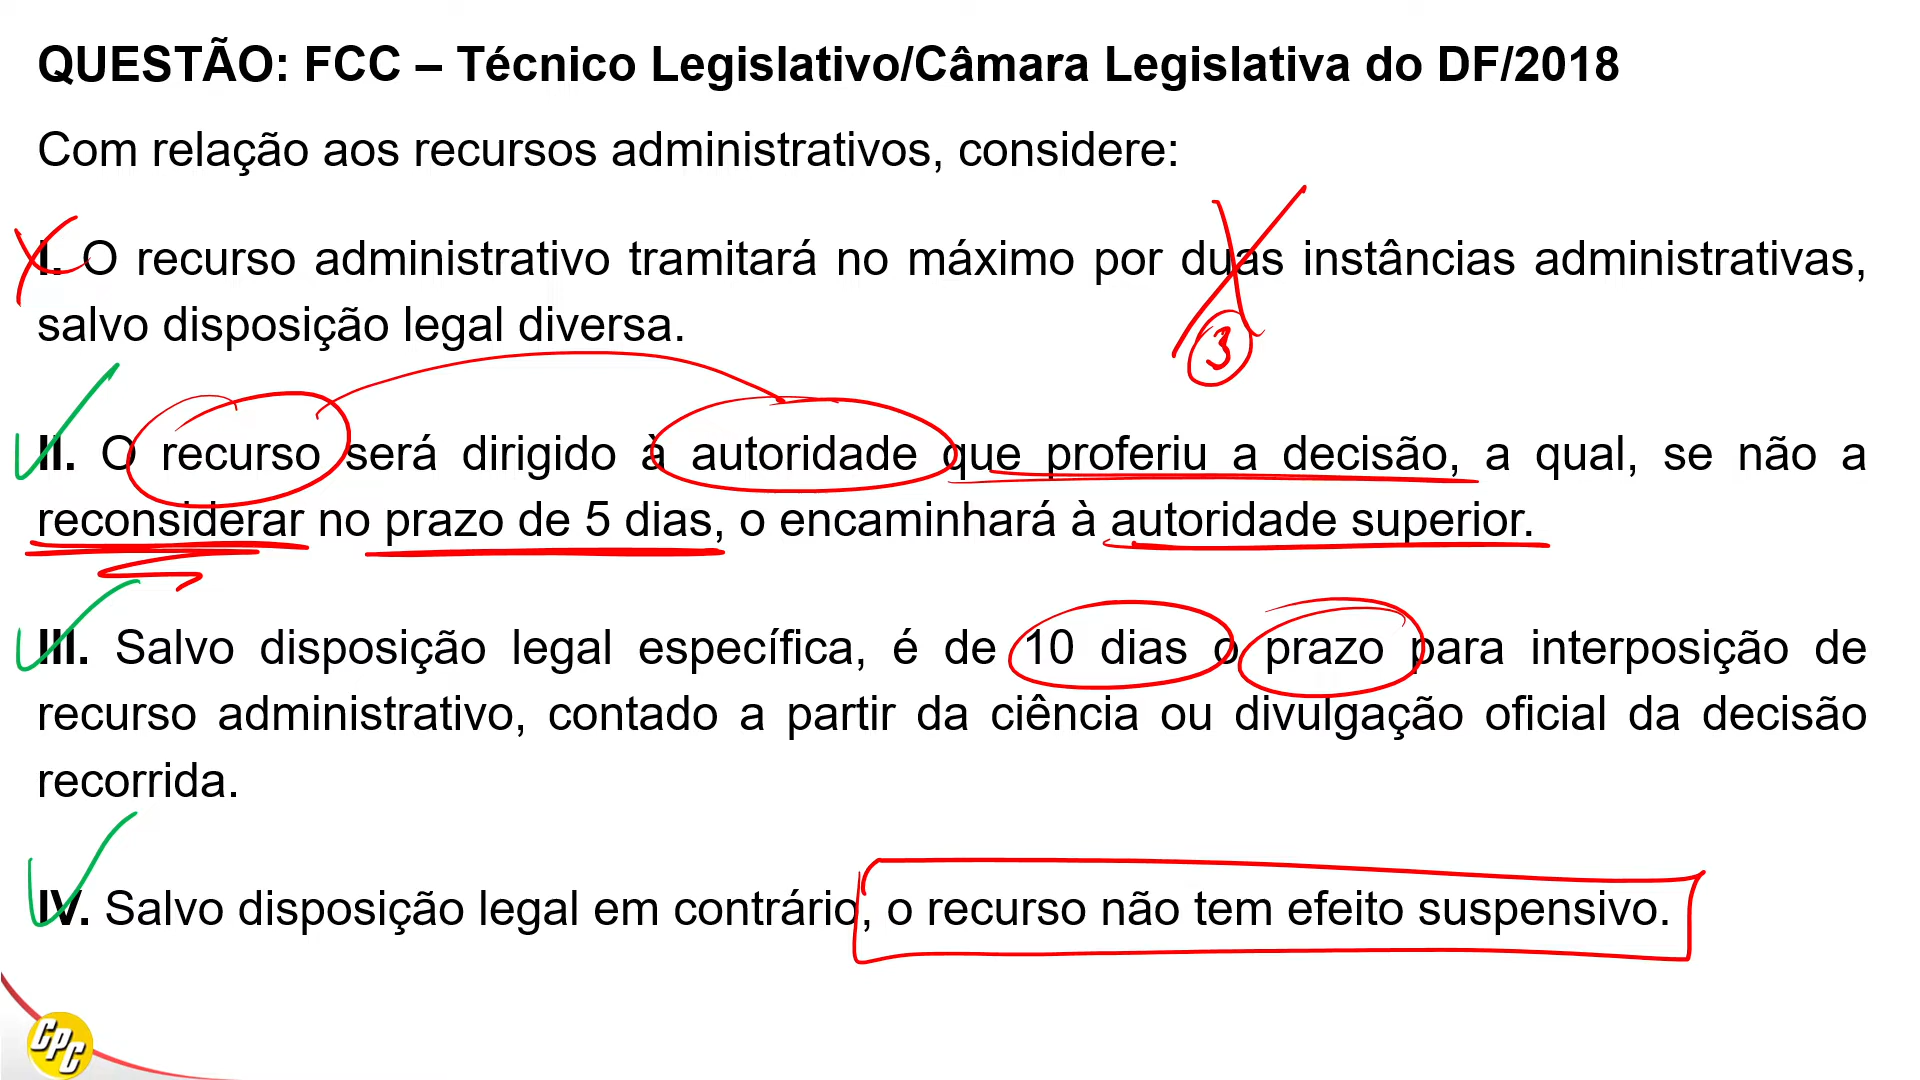 QUESTÃO: FCC – Técnico Legislativo/Câmara Legislativa do DF/2018
Com relação aos recursos administrativos, considere:
I. O recurso administrativo tramitará no máximo por duas instâncias administrativas,
salvo disposição legal diversa.
3
II. O recurso será dirigido à autoridade que proferiu a decisão, a qual, se não a
reconsiderar no prazo de 5 dias, o encaminhará à autoridade superior.
III. Salvo disposição legal específica, é de 10 dias o prazo para interposição de
recurso administrativo, contado a partir da ciência ou divulgação oficial da decisão
recorrida.
IV. Salvo disposição legal em contrário, o recurso não tem efeito suspensivo.
CPC